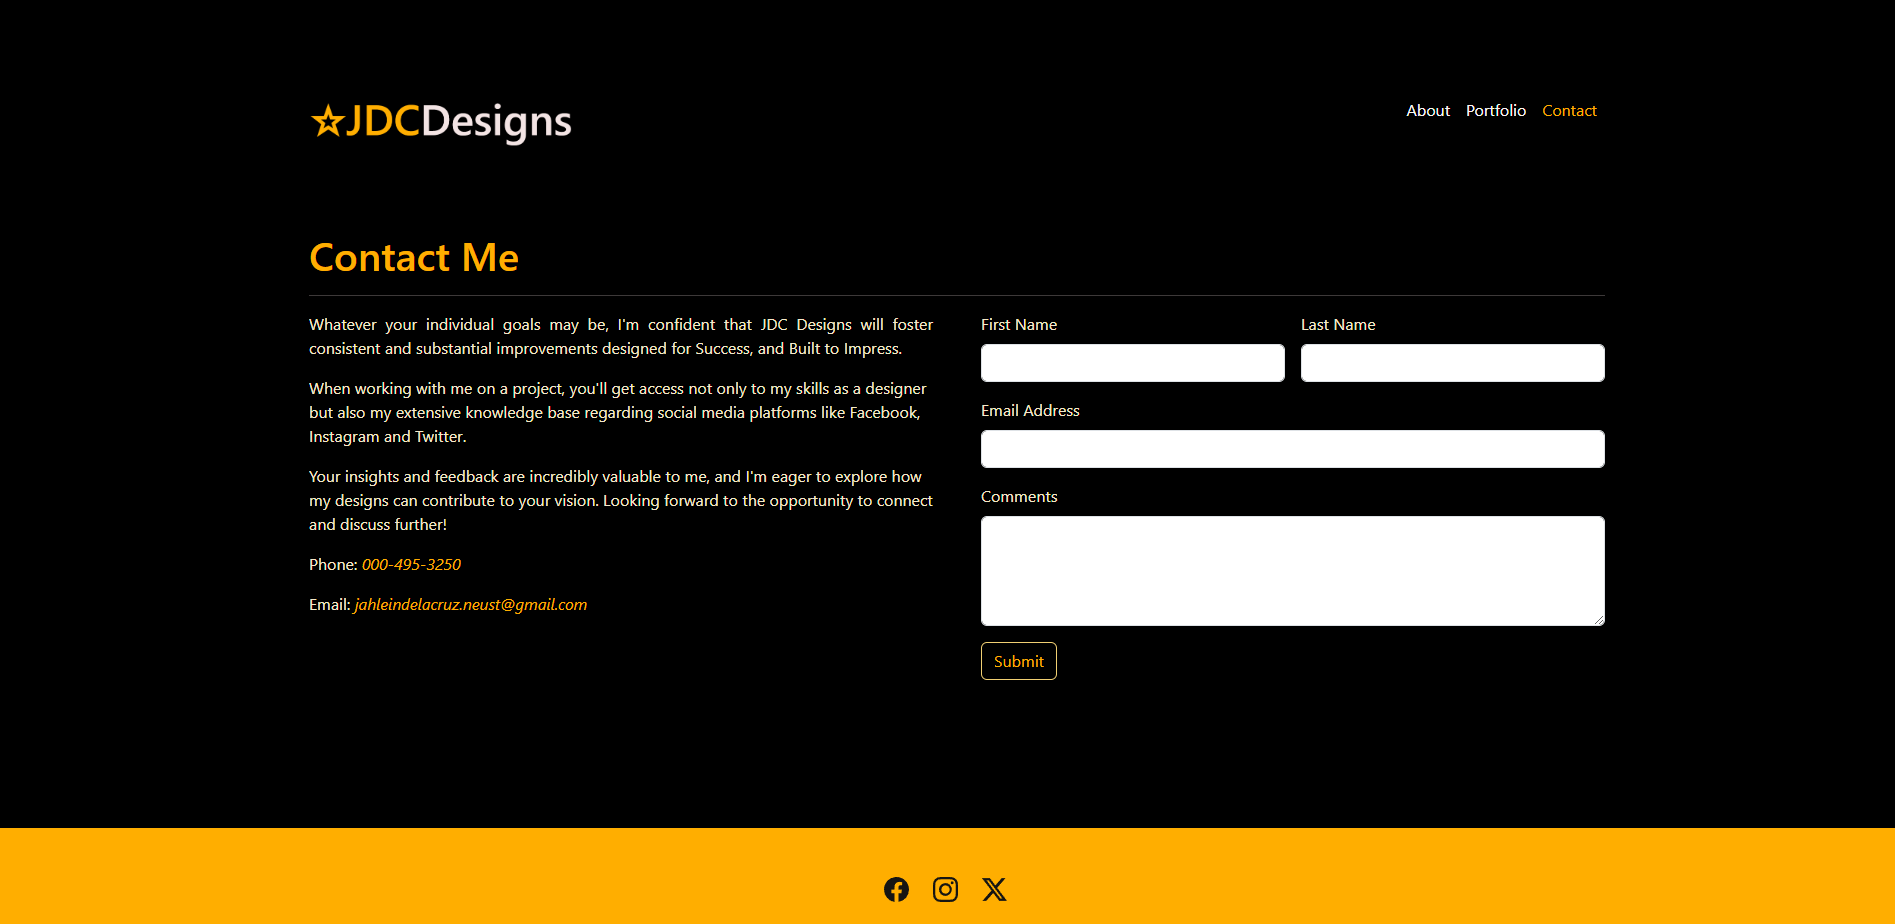 JDCDesigns
About Portfolio Contact
Contact Me
Whatever your individual goals may be, I'm confident that JDC Designs will foster
consistent and substantial improvements designed for Success, and Built to Impress.
When working with me on a project, you'll get access not only to my skills as a designer
but also my extensive knowledge base regarding social media platforms like Facebook,
Instagram and Twitter.
Your insights and feedback are incredibly valuable to me, and I'm eager to explore how
my designs can contribute to your vision. Looking forward to the opportunity to connect
and discuss further!
Phone: 000-495-3250
Email: jahleindelacruz.neust@gmail.com
First Name
Last Name
Email Address
Comments
Submit